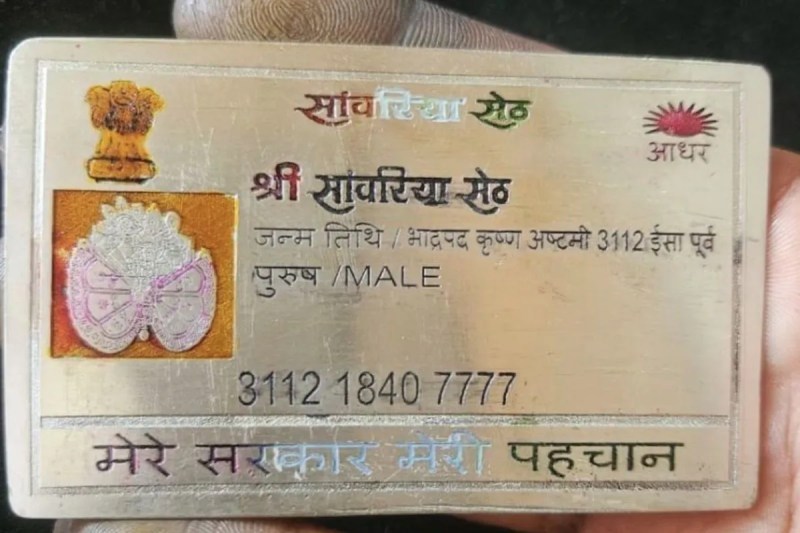 सांवरिया सेठ
आधर
श्री सांवरिया सेठ
जन्म तिथि / भाद्रपद कृष्ण अष्टमी 3112 ईसा पूर्व
पुरुष /MALE
3112 1840 7777
मेरे सरकार मेरी पहचान